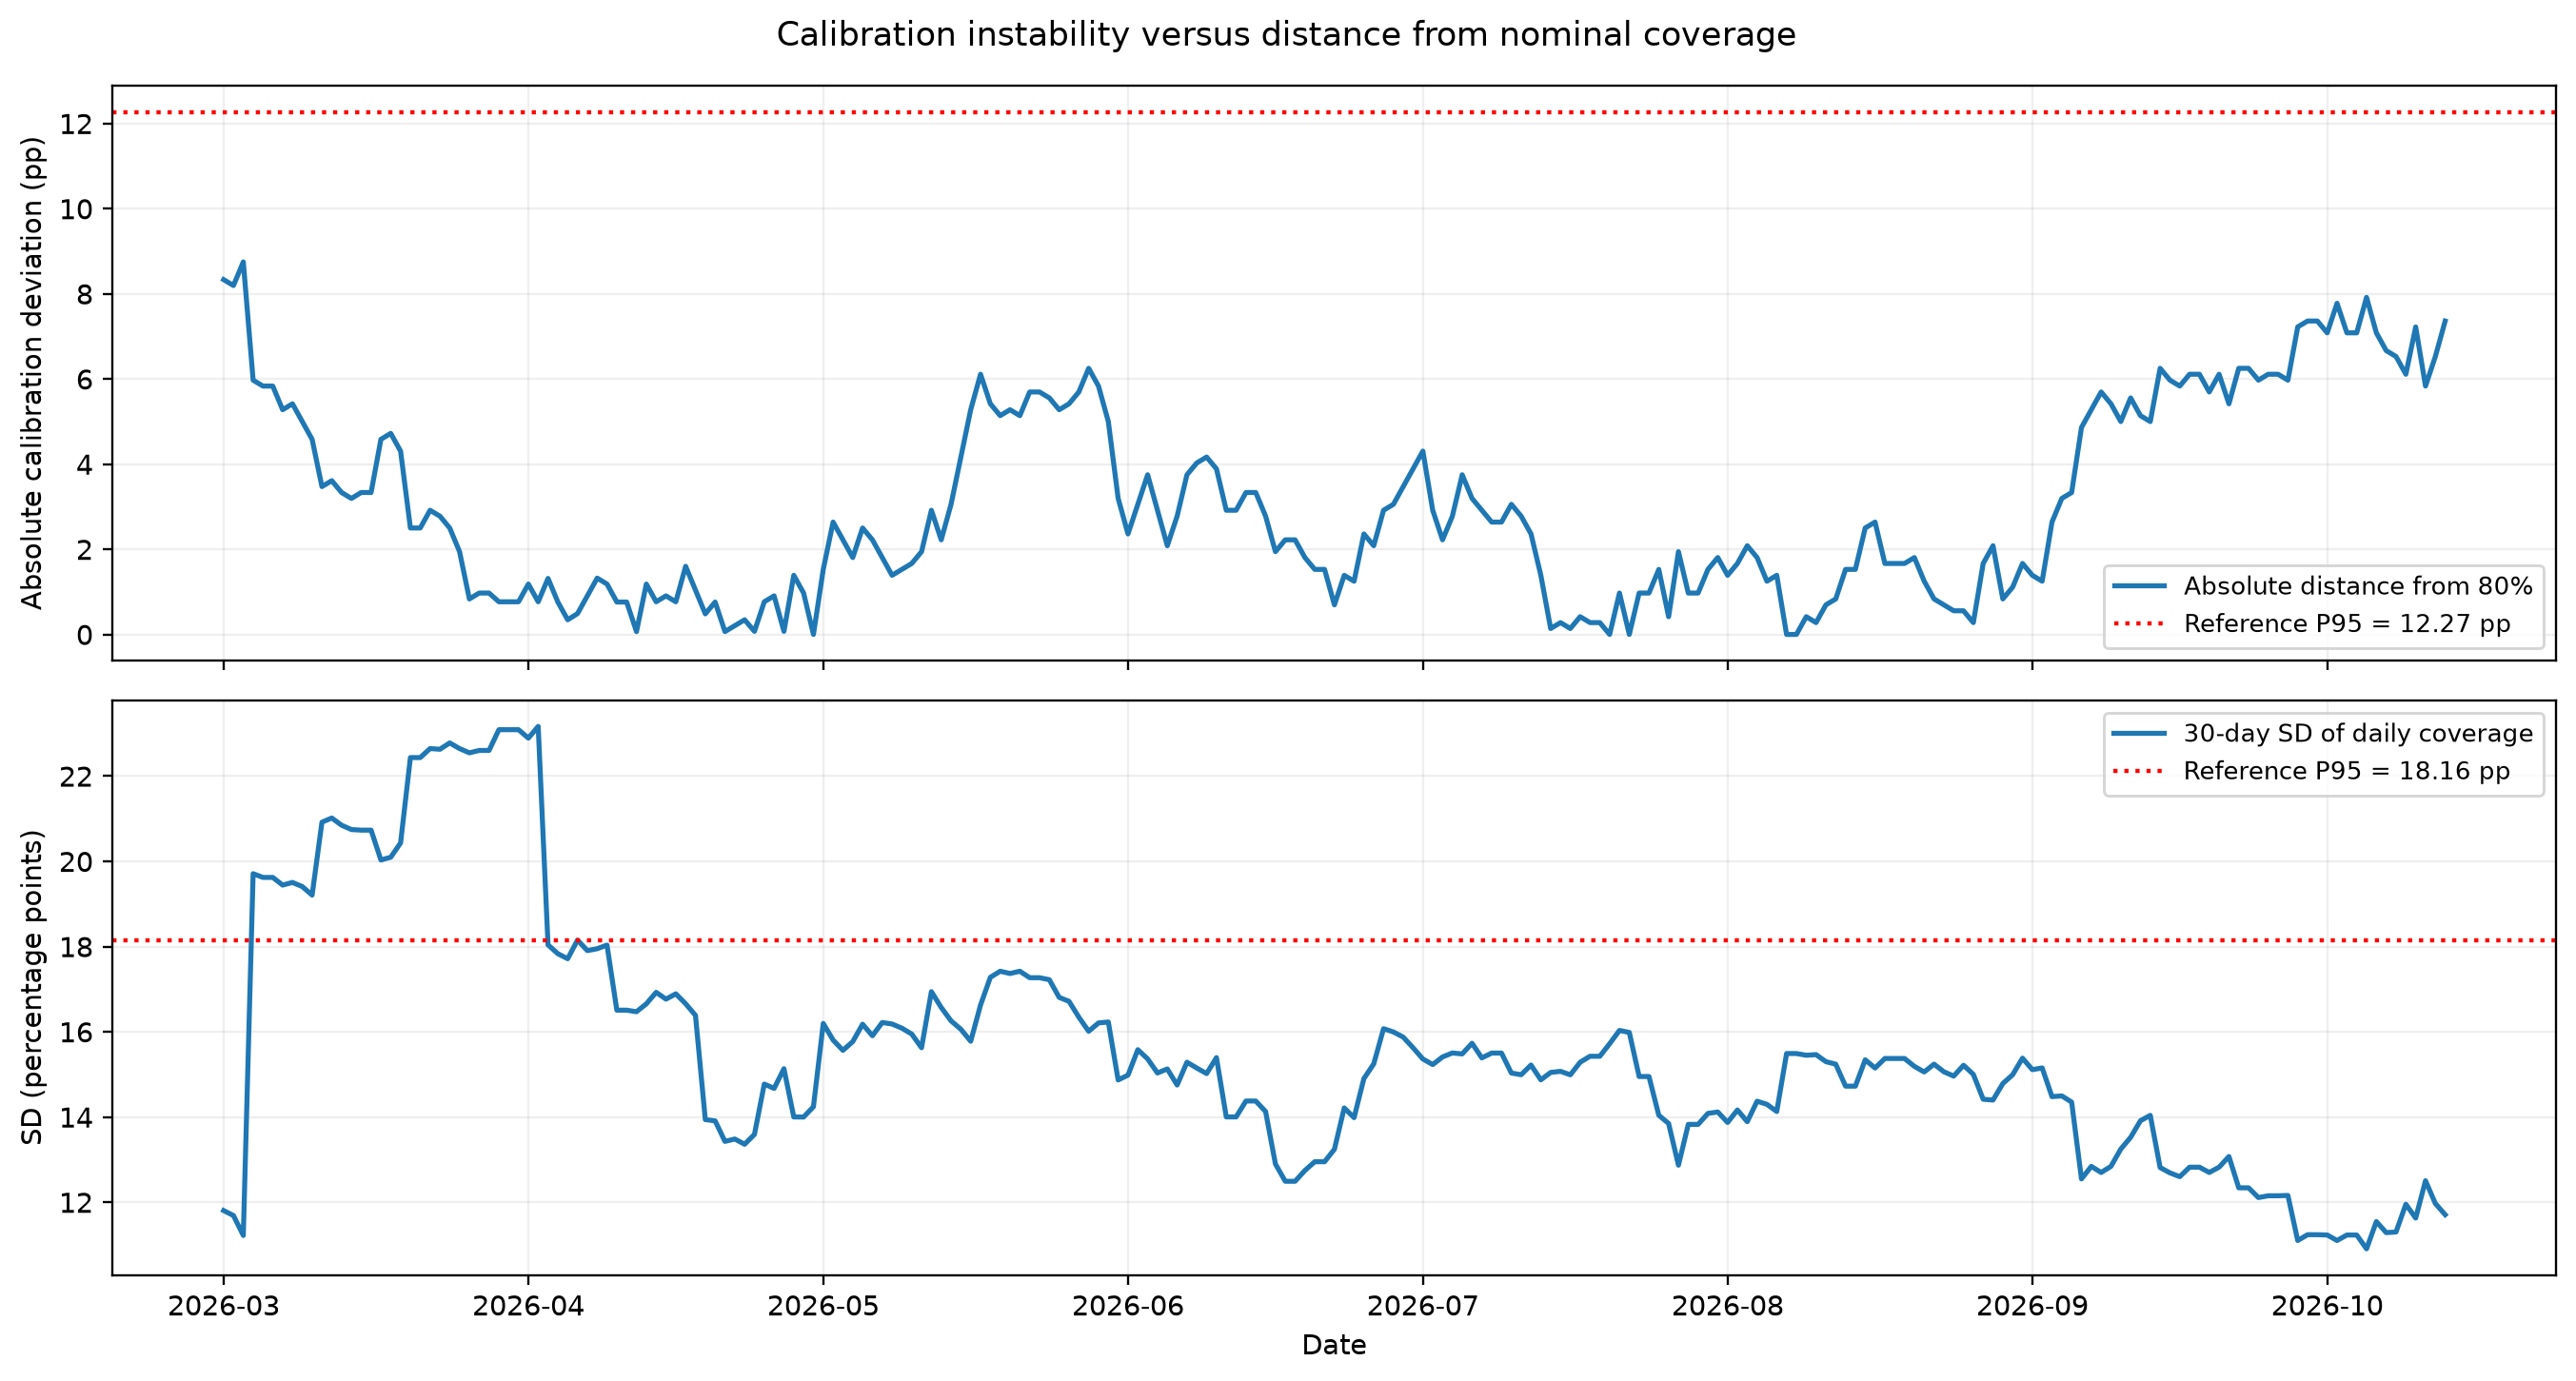 Calibration instability versus distance from nominal coverage
Absolute calibration deviation (pp)
12
10
8
6
4
2
0
Absolute distance from 80%
Reference P95 = 12.27 pp
SD (percentage points)
22
20
18
16
14
12
30-day SD of daily coverage
Reference P95 = 18.16 pp
2026-03 2026-04 2026-05 2026-06 2026-07 2026-08 2026-09 2026-10
Date